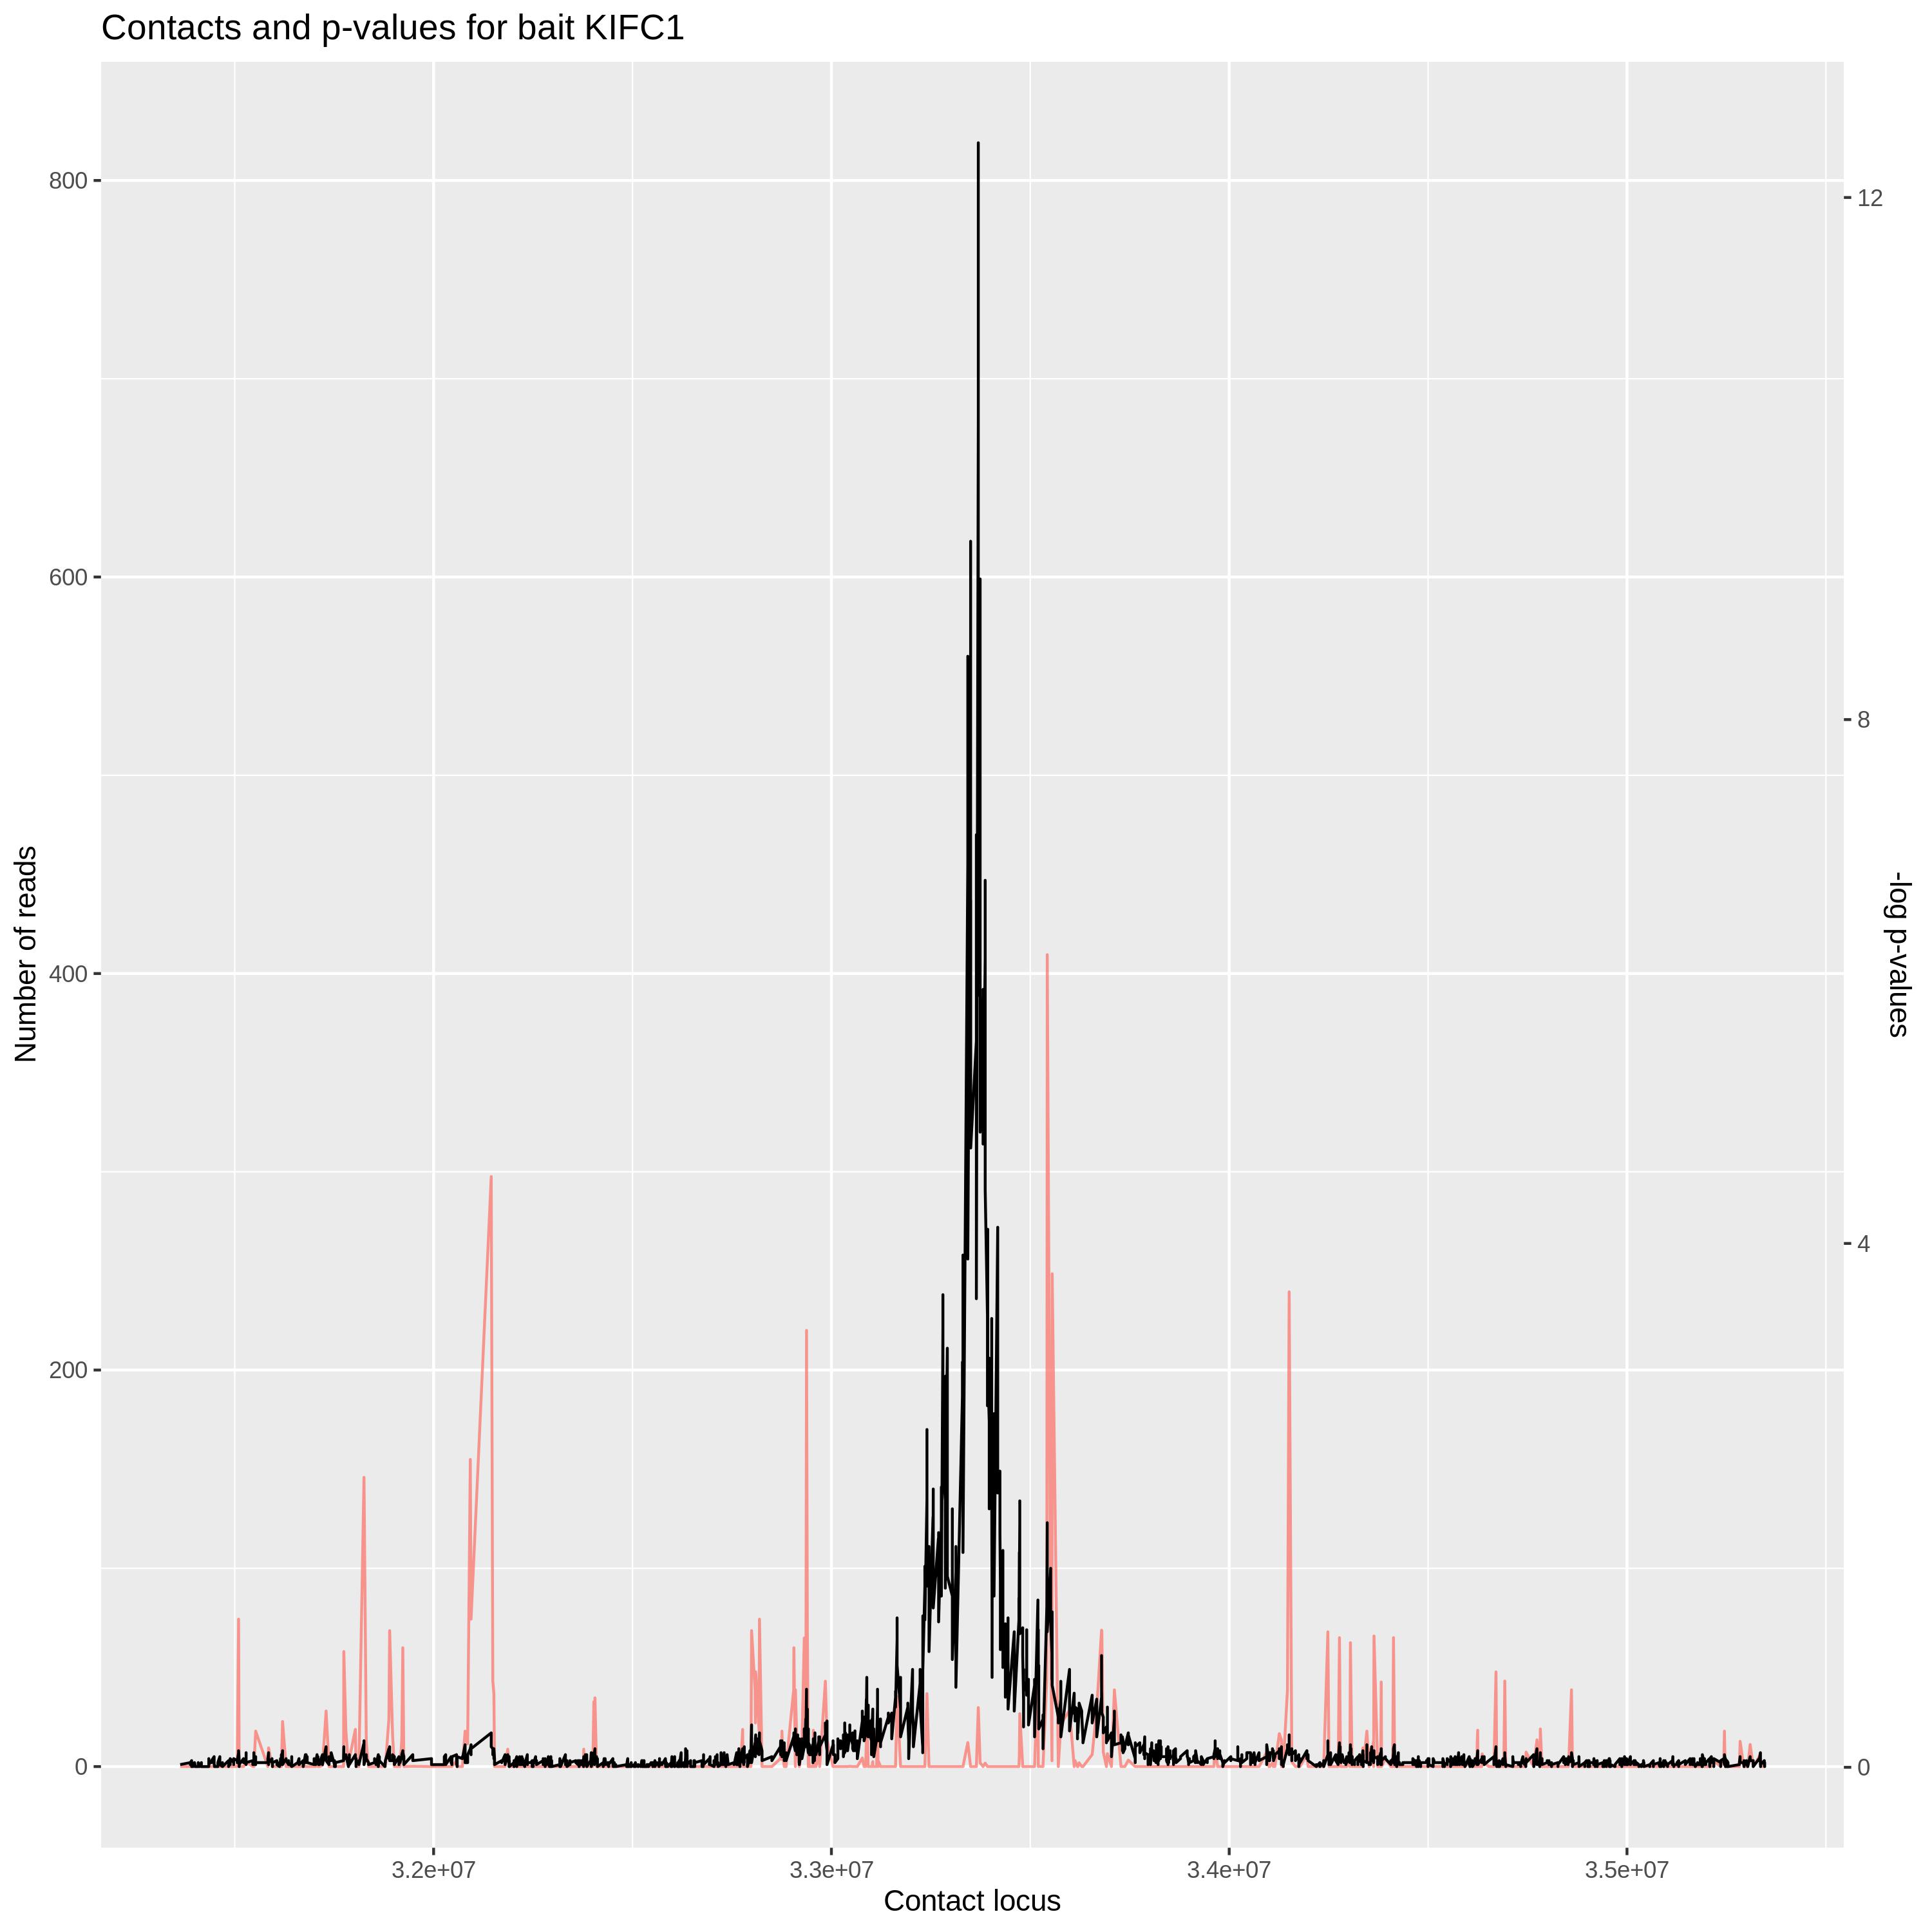 Contacts and p-values for bait KIFC1
800
600
400
200
0
Number of reads
12
8
4
0
-log p-values
3.2e+07
3.3e+07
3.4e+07
3.5e+07
Contact locus